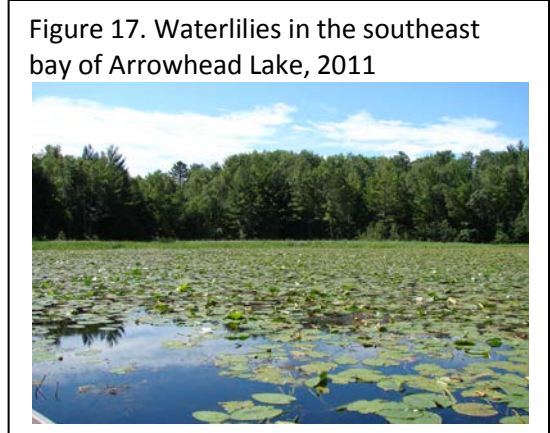 Figure 17. Waterlilies in the southeast
bay of Arrowhead Lake, 2011